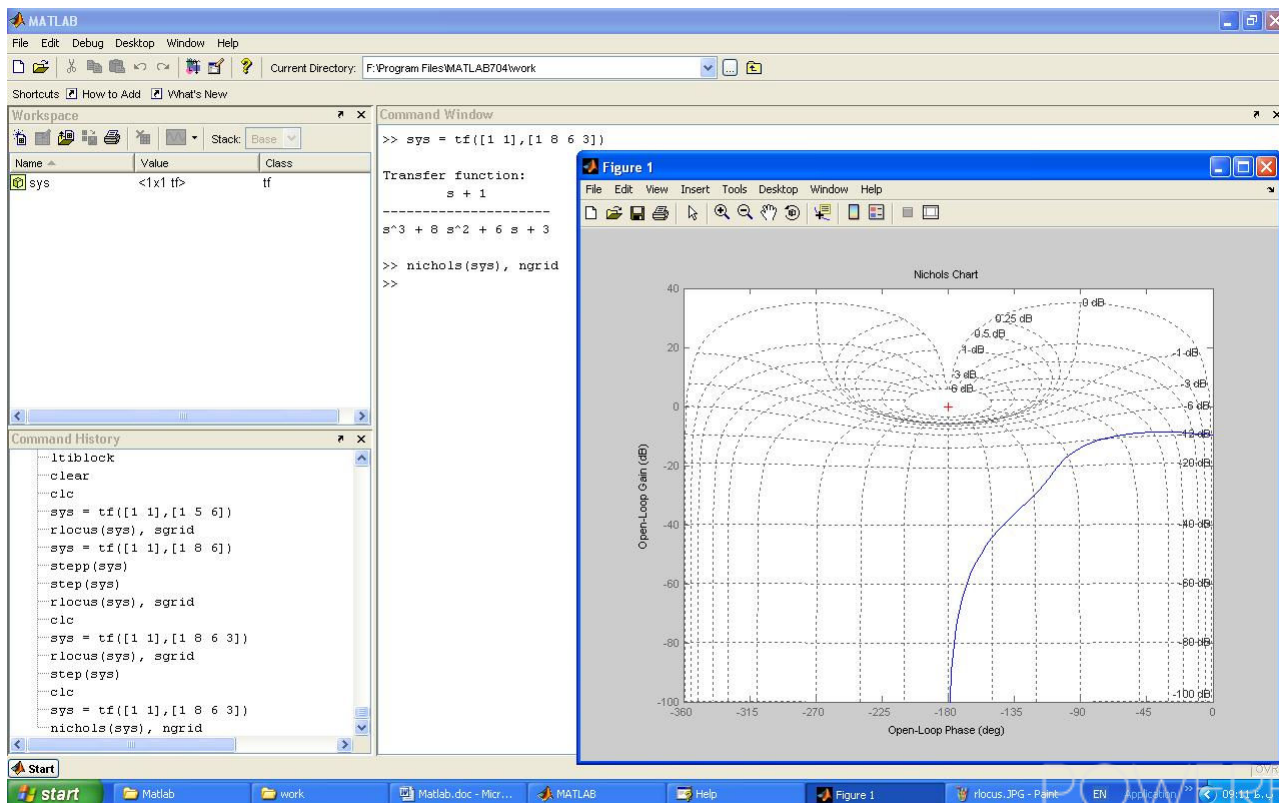 MATLAB
File Edit Debug Desktop Window Help
Current Directory: F:\Program Files\MATLAB704\work
Shortcuts How to Add What's New
Workspace
Stack: Base
Name Value Class
sys <1x1 tf> tf
Command History
ltiblock
clear
clc
sys = tf([1 1],[1 5 6])
rlocus(sys), sgrid
sys = tf([1 1],[1 8 6])
stepp(sys)
step(sys)
rlocus(sys), sgrid
clc
sys = tf([1 1],[1 8 6 3])
rlocus(sys), sgrid
step(sys)
clc
sys = tf([1 1],[1 8 6 3])
nichols(sys), ngrid
Command Window
>> sys = tf([1 1],[1 8 6 3])
Transfer function:
s + 1
---------------------
s^3 + 8 s^2 + 6 s + 3
>> nichols(sys), ngrid
>>
Figure 1
File Edit View Insert Tools Desktop Window Help
Nichols Chart
0 dB
0.25 dB
0.5 dB
1 dB
3 dB
6 dB
-1 dB
-3 dB
-6 dB
-12 dB
-20 dB
-40 dB
-60 dB
-80 dB
-100 dB
40
20
0
-20
-40
-60
-80
-100
-360 -315 -270 -225 -180 -135 -90 -45 0
Open-Loop Gain (dB)
Open-Loop Phase (deg)
Start
OVR
start Matlab work Matlab.doc - Micr... MATLAB Help Figure 1 rlocus.JPG - Paint EN Application 09:11